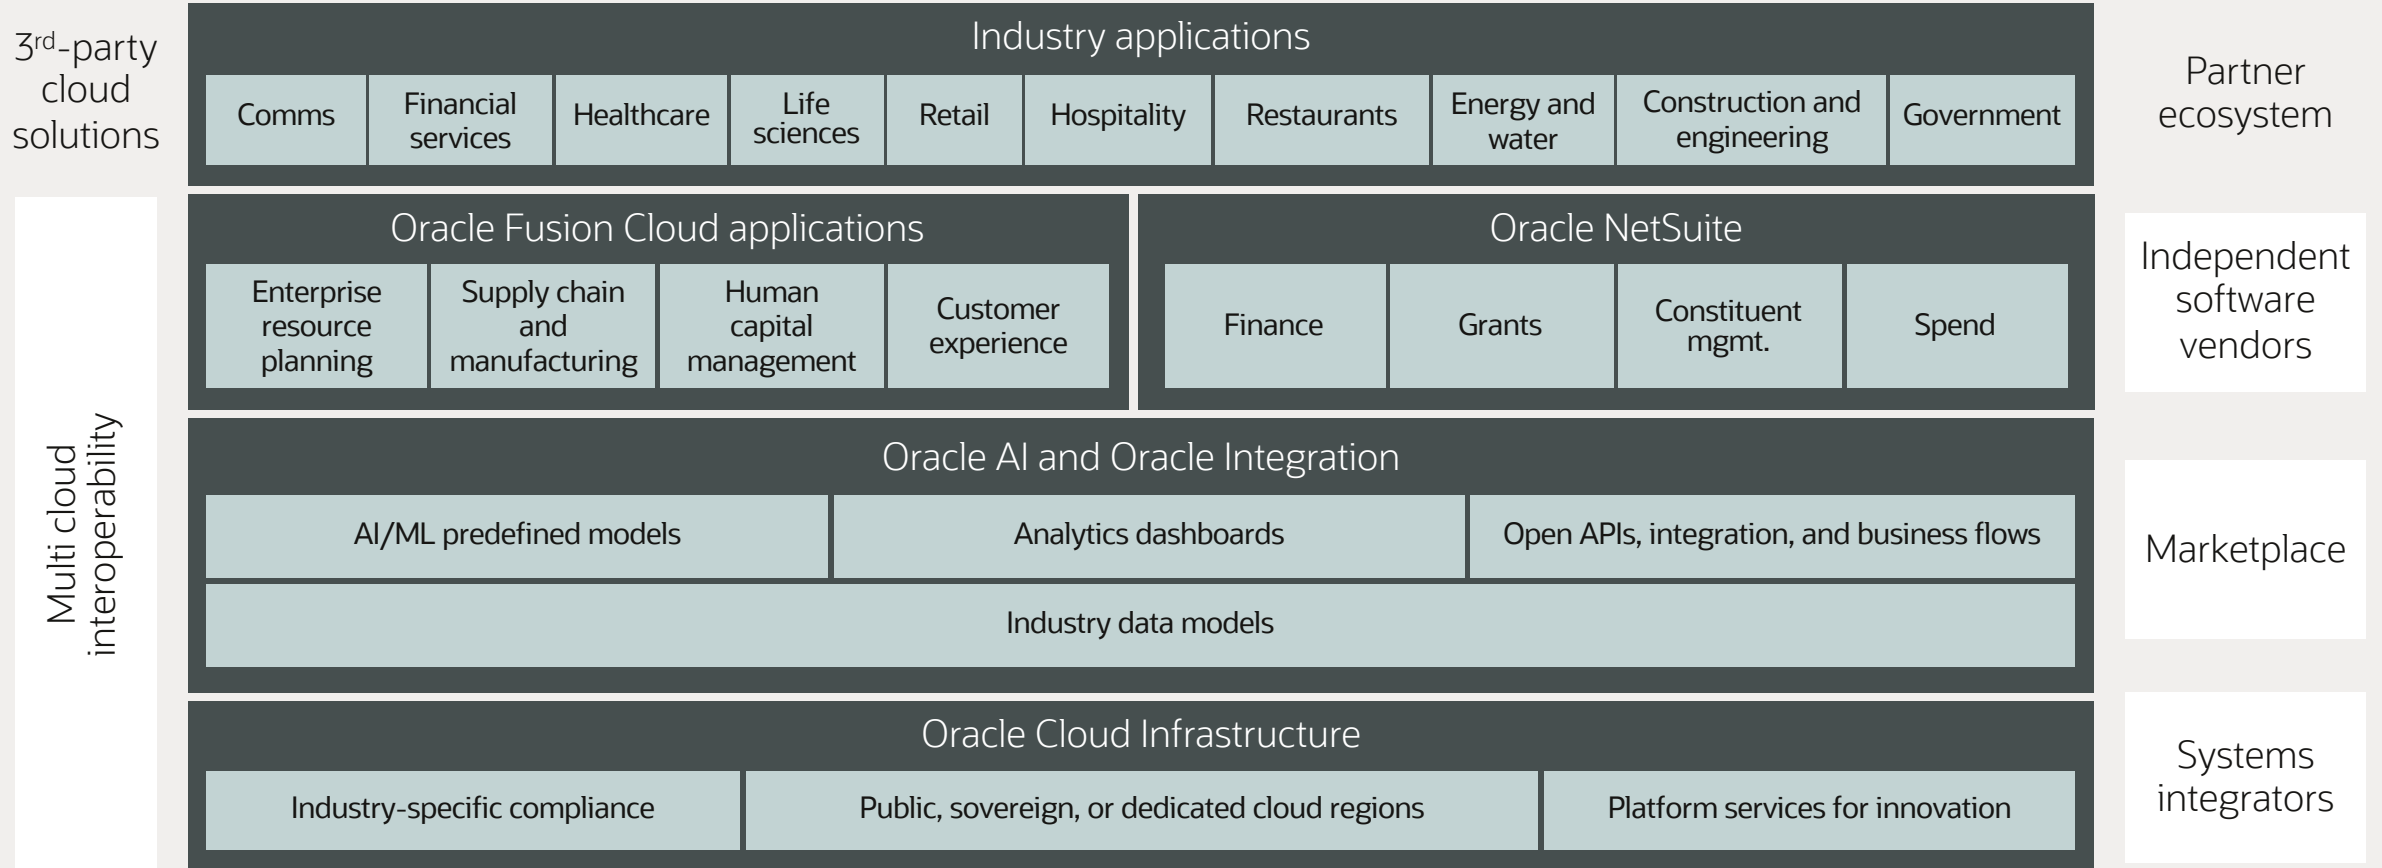 3rd-party
cloud
solutions
Multi cloud
interoperability
Industry applications
Comms
Financial
services
Healthcare
Life
sciences
Retail
Hospitality
Restaurants
Energy and
water
Construction and
engineering
Government
Oracle Fusion Cloud applications
Enterprise
resource
planning
Supply chain
and
manufacturing
Human
capital
management
Customer
experience
Oracle NetSuite
Finance
Grants
Constituent
mgmt.
Spend
Oracle AI and Oracle Integration
AI/ML predefined models
Analytics dashboards
Open APIs, integration, and business flows
Industry data models
Oracle Cloud Infrastructure
Industry-specific compliance
Public, sovereign, or dedicated cloud regions
Platform services for innovation
Partner
ecosystem
Independent
software
vendors
Marketplace
Systems
integrators